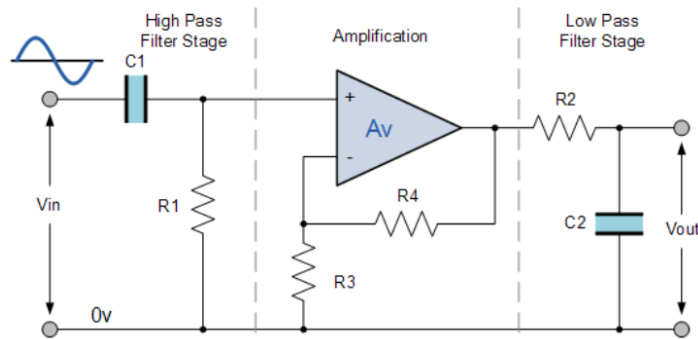 High Pass
Filter Stage
Amplification
Low Pass
Filter Stage
C1
R2
+
Av
-
Vin
R1
R4
C2
Vout
R3
0v